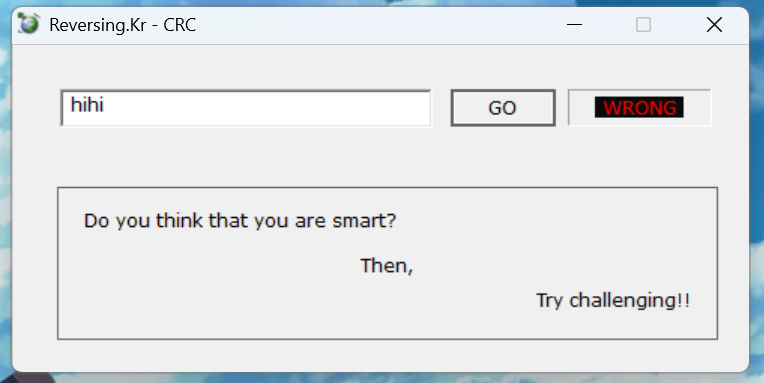 Reversing.Kr - CRC
hihi
GO
WRONG
Do you think that you are smart?
Then,
Try challenging!!